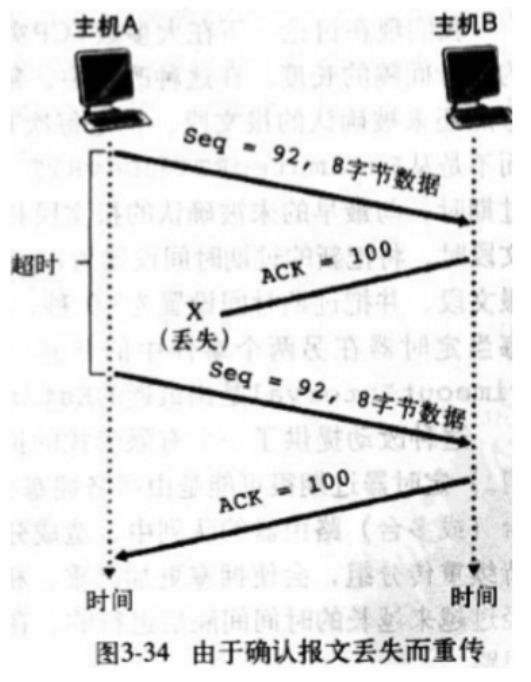 主机A
主机B
Seq = 92, 8字节数据
超时
ACK = 100
X
(丢失)
Seq = 92, 8字节数据
ACK = 100
时间
时间
图3-34 由于确认报文丢失而重传